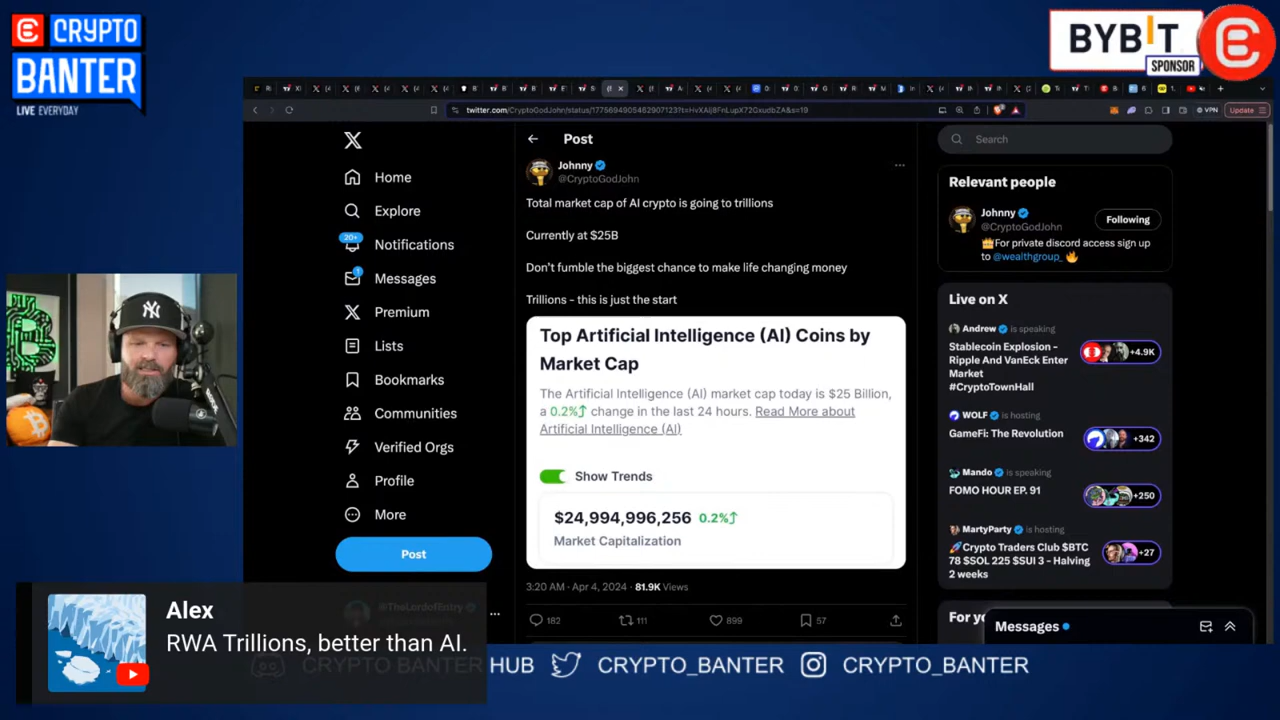 CRYPTO
BANTER
LIVE EVERYDAY
BYBIT
SPONSOR
twitter.com/CryptoGodJohn/status/1775694905462907123?t=HvXAlj8FnLupX72GxudbZA&s=19
VPN
Update
Home
Explore
20+
Notifications
1
Messages
Premium
Lists
Bookmarks
Communities
Verified Orgs
Profile
More
Post
@TheLordofEntry
Post
Johnny
@CryptoGodJohn
Total market cap of AI crypto is going to trillions
Currently at $25B
Don't fumble the biggest chance to make life changing money
Trillions - this is just the start
Top Artificial Intelligence (AI) Coins by
Market Cap
The Artificial Intelligence (AI) market cap today is $25 Billion,
a 0.2% change in the last 24 hours. Read More about
Artificial Intelligence (AI)
Show Trends
$24,994,996,256 0.2%
Market Capitalization
3:20 AM · Apr 4, 2024 · 81.9K Views
182 111 899 57
Search
Relevant people
Johnny
@CryptoGodJohn
Following
For private discord access sign up
to @wealthgroup_
Live on X
Andrew is speaking
Stablecoin Explosion -
Ripple And VanEck Enter
Market
#CryptoTownHall
+4.9K
WOLF is hosting
GameFi: The Revolution
+342
Mando is speaking
FOMO HOUR EP. 91
+250
MartyParty is hosting
Crypto Traders Club $BTC
78 $SOL 225 $SUI 3 - Halving
2 weeks
+27
For yo
Messages
Alex
RWA Trillions, better than AI.
CRYPTO BANTER HUB CRYPTO_BANTER CRYPTO_BANTER